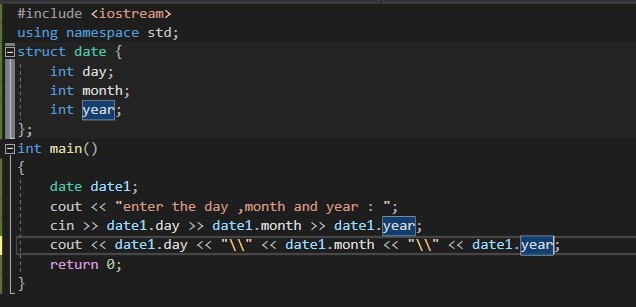 #include <iostream>
using namespace std;
struct date {
    int day;
    int month;
    int year;
};
int main()
{
    date date1;
    cout << "enter the day ,month and year : ";
    cin >> date1.day >> date1.month >> date1.year;
    cout << date1.day << "\\" << date1.month << "\\" << date1.year;
    return 0;
}